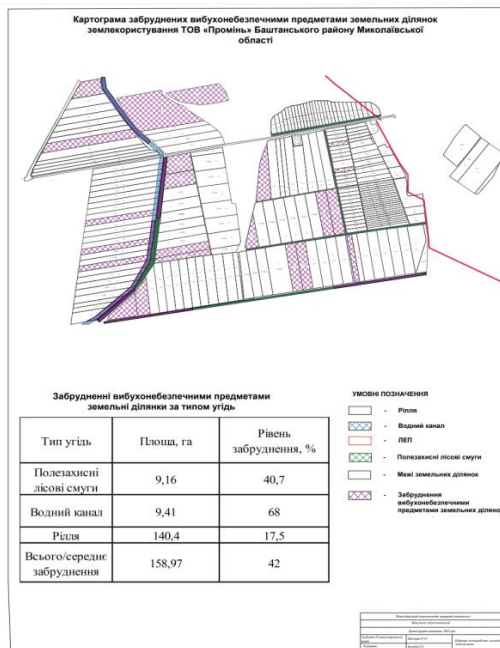 Картограма забруднених вибухонебезпечними предметами земельних ділянок
землекористування ТОВ «Промінь» Баштанського району Миколаївської
області
Забрудненні вибухонебезпечними предметами
земельні ділянки за типом угідь
Тип угідь Площа, га Рівень забруднення, %
Полезахисні лісові смуги 9,16 40,7
Водний канал 9,41 68
Рілля 140,4 17,5
Всього/середнє забруднення 158,97 42
УМОВНІ ПОЗНАЧЕННЯ
- Рілля
- Водний канал
- ЛЕП
- Полезахисні лісові смуги
- Межі земельних ділянок
- Забруднення
вибухонебезпечними
предметами земельних діляно